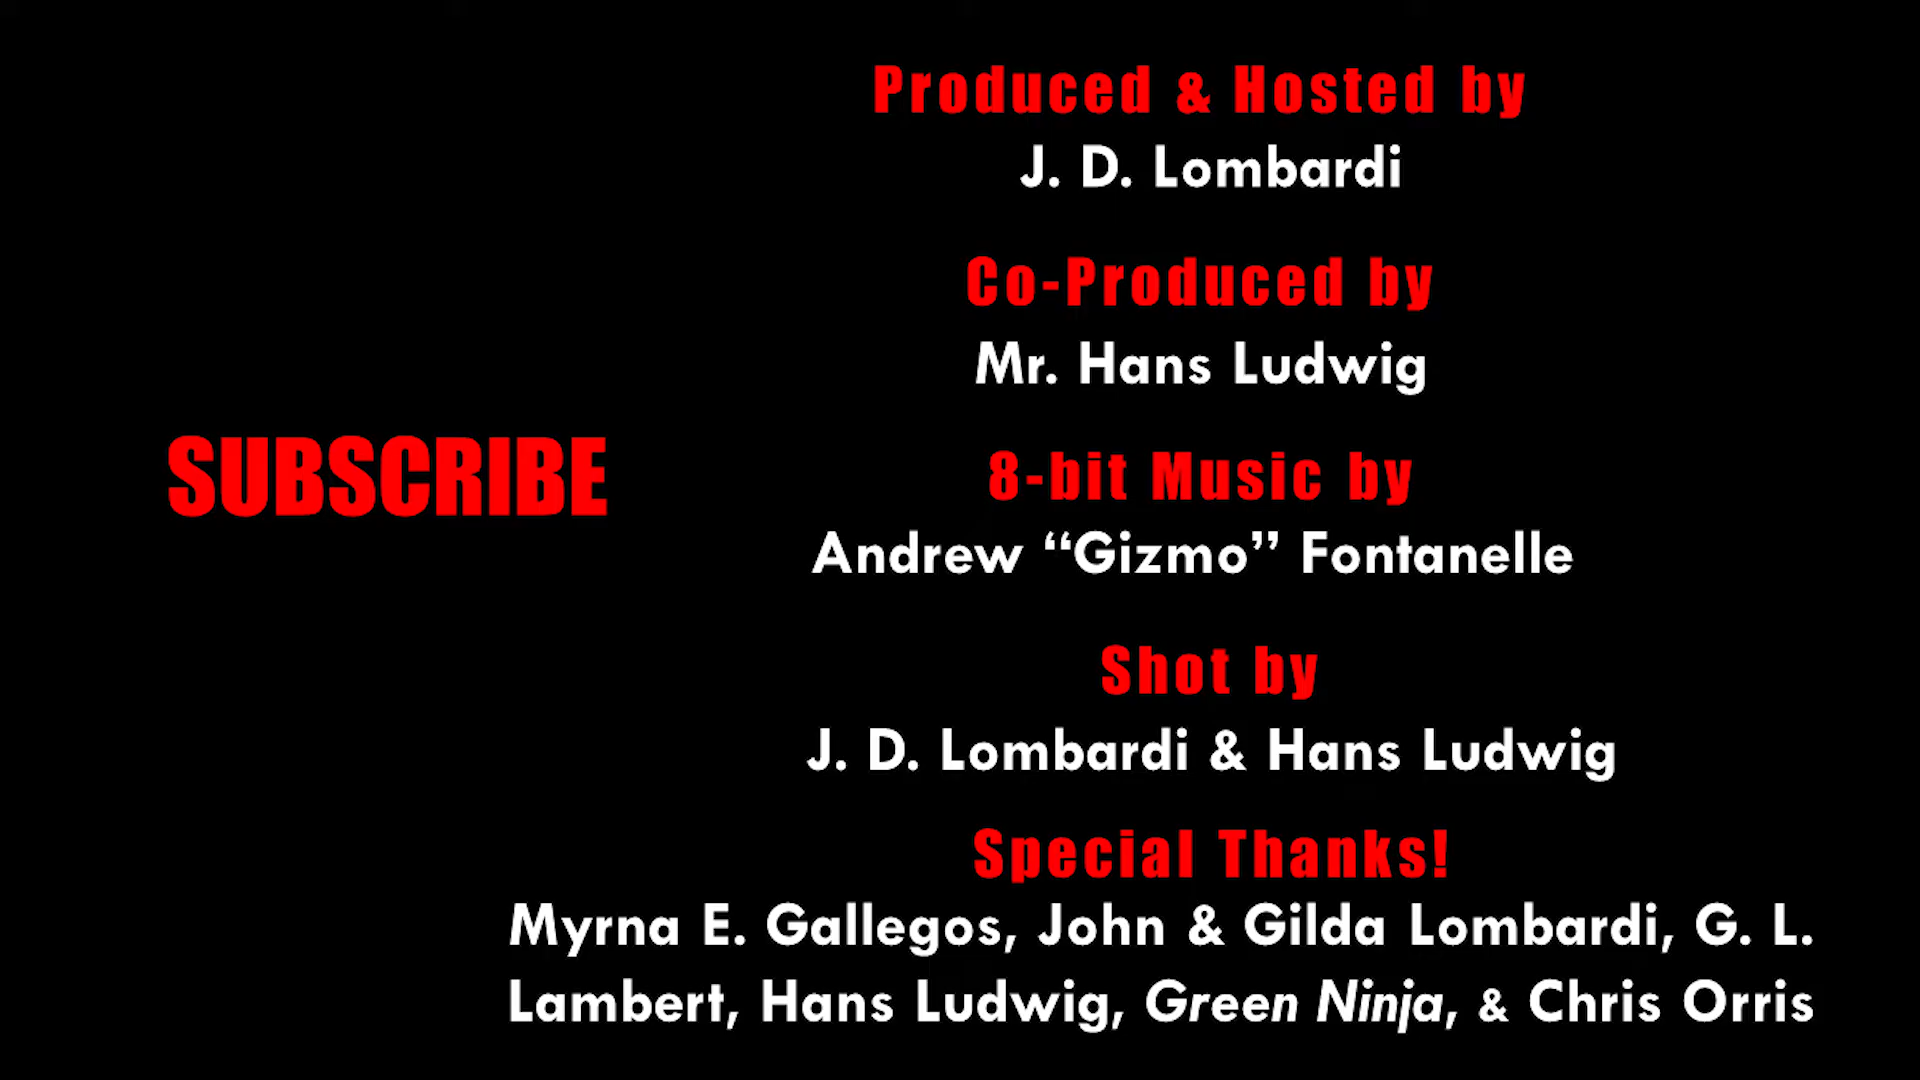 Produced & Hosted by
J. D. Lombardi
Co-Produced by
Mr. Hans Ludwig
SUBSCRIBE
8-bit Music by
Andrew “Gizmo” Fontanelle
Shot by
J. D. Lombardi & Hans Ludwig
Special Thanks!
Myrna E. Gallegos, John & Gilda Lombardi, G. L.
Lambert, Hans Ludwig, Green Ninja, & Chris Orris